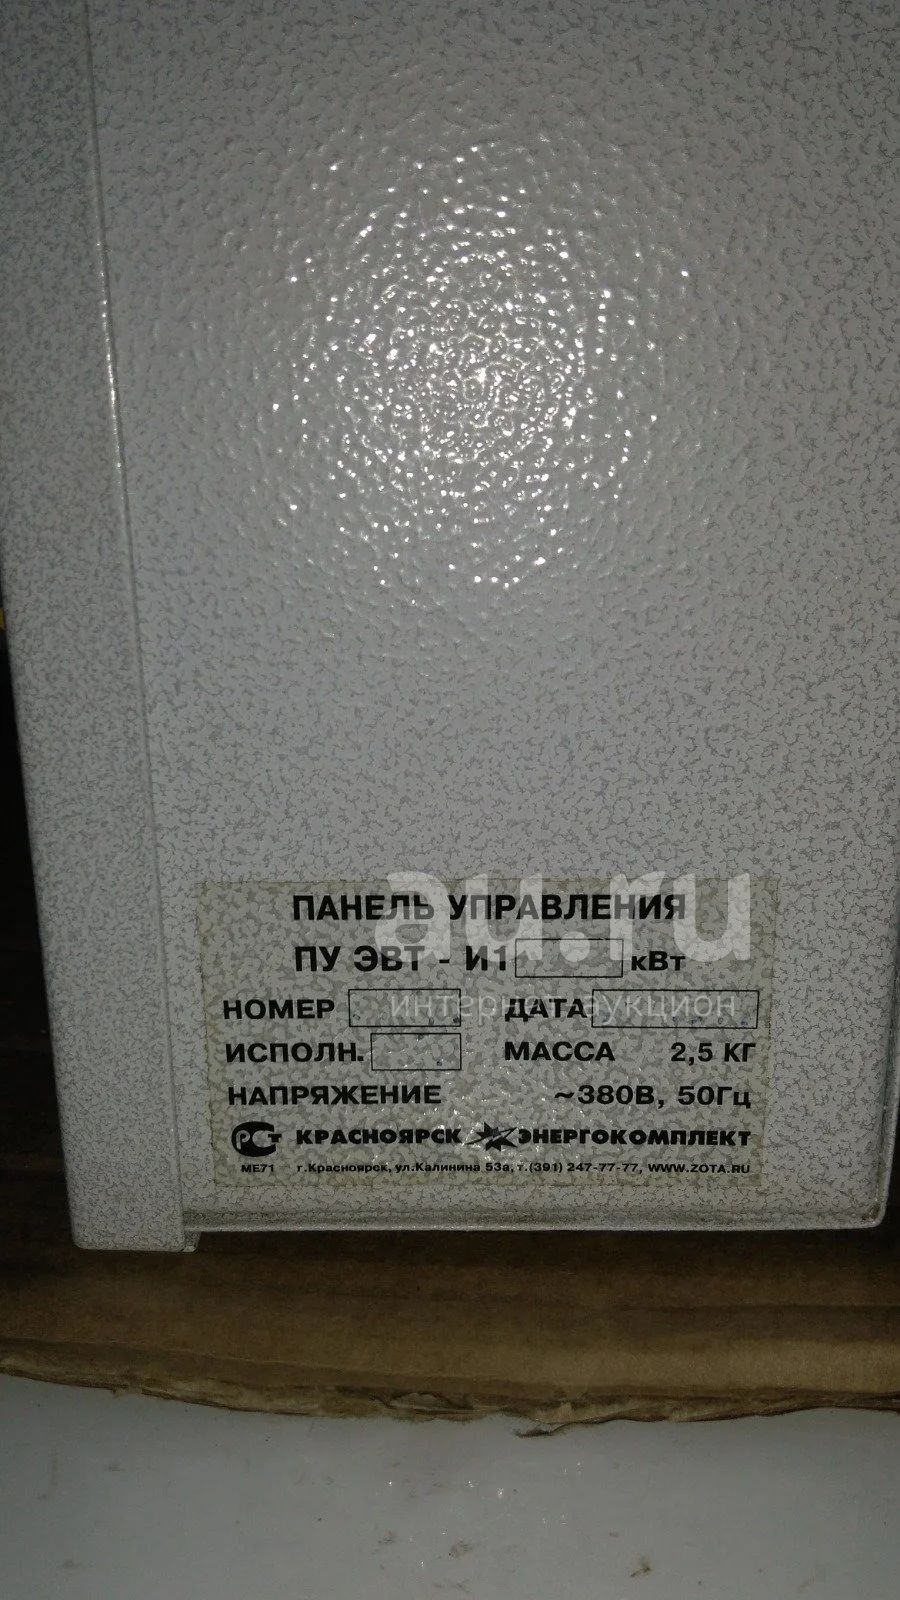 au.ru
интернет-аукцион
ПАНЕЛЬ УПРАВЛЕНИЯ
ПУ ЭВТ - И1 кВт
НОМЕР ДАТА
ИСПОЛН. МАССА 2,5 КГ
НАПРЯЖЕНИЕ ~380В, 50Гц
РСТ КРАСНОЯРСК ЭНЕРГОКОМПЛЕКТ
МЕ71 г.Красноярск, ул.Калинина 53а, т.(391) 247-77-77, WWW.ZOTA.RU